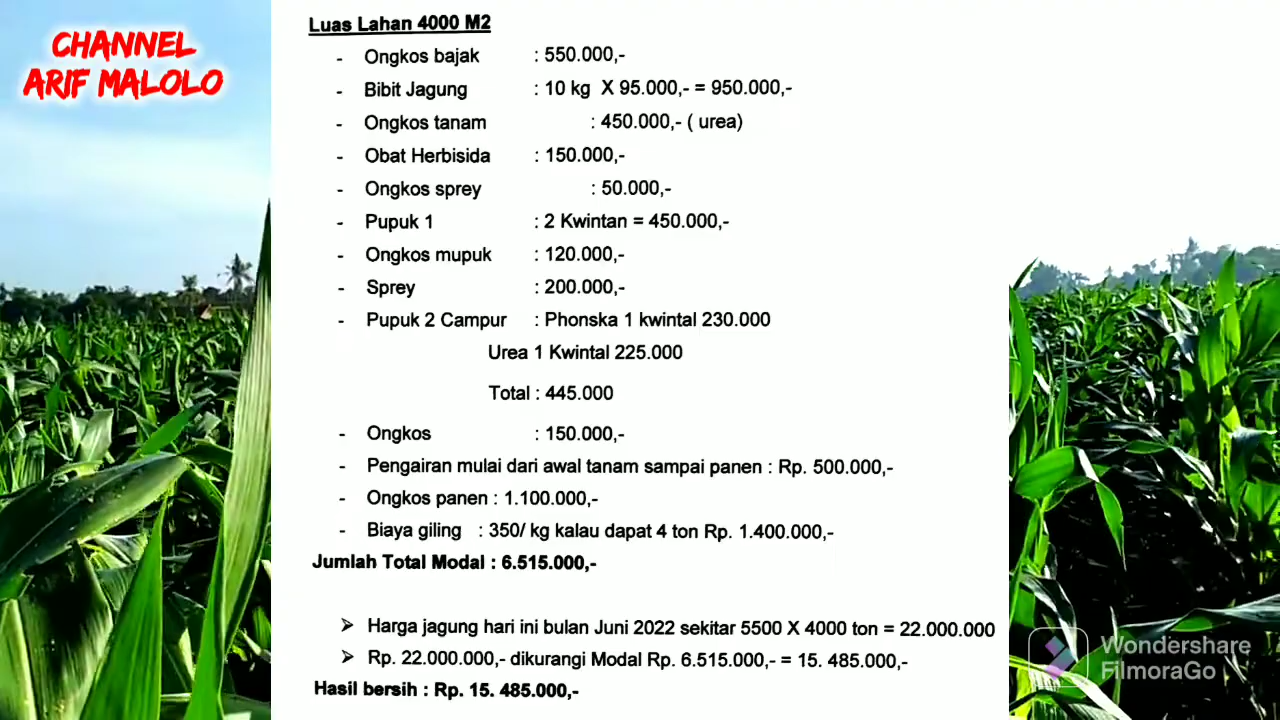 CHANNEL
ARIF MALOLO
Luas Lahan 4000 M2
- Ongkos bajak : 550.000,-
- Bibit Jagung : 10 kg X 95.000,- = 950.000,-
- Ongkos tanam : 450.000,- ( urea)
- Obat Herbisida : 150.000,-
- Ongkos sprey : 50.000,-
- Pupuk 1 : 2 Kwintan = 450.000,-
- Ongkos mupuk : 120.000,-
- Sprey : 200.000,-
- Pupuk 2 Campur : Phonska 1 kwintal 230.000
Urea 1 Kwintal 225.000
Total : 445.000
- Ongkos : 150.000,-
- Pengairan mulai dari awal tanam sampai panen : Rp. 500.000,-
- Ongkos panen : 1.100.000,-
- Biaya giling : 350/ kg kalau dapat 4 ton Rp. 1.400.000,-
Jumlah Total Modal : 6.515.000,-
➢ Harga jagung hari ini bulan Juni 2022 sekitar 5500 X 4000 ton = 22.000.000
➢ Rp. 22.000.000,- dikurangi Modal Rp. 6.515.000,- = 15. 485.000,-
Hasil bersih : Rp. 15. 485.000,-
Wondershare
FilmoraGo